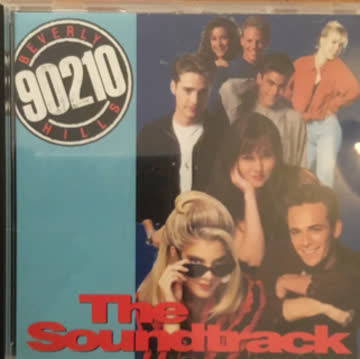 BEVERLY
90210
HILLS
The
Soundtrack